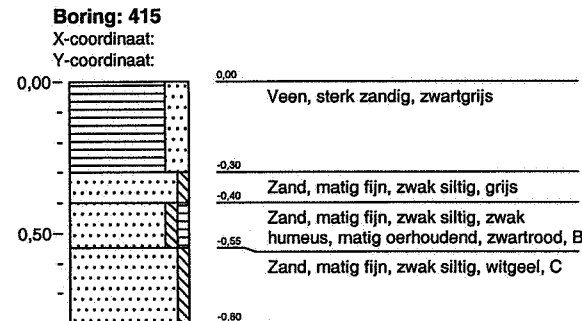 Boring: 415
X-coordinaat:
Y-coordinaat:
0,00
0,00
Veen, sterk zandig, zwartgrijs
-0,30
Zand, matig fijn, zwak siltig, grijs
-0,40
Zand, matig fijn, zwak siltig, zwak
humeus, matig oerhoudend, zwartrood, B
0,50
-0,55
Zand, matig fijn, zwak siltig, witgeel, C
-0,80